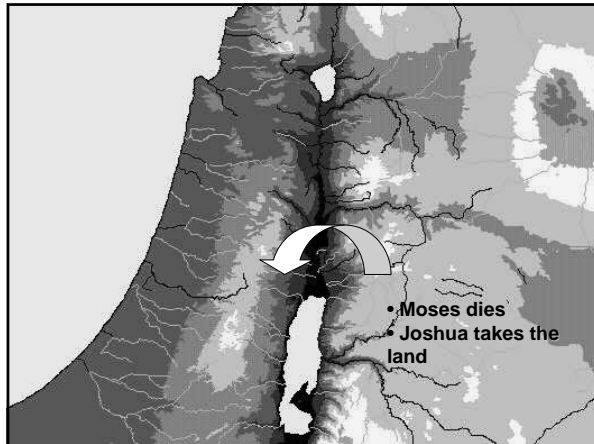 • Moses dies
• Joshua takes the
land